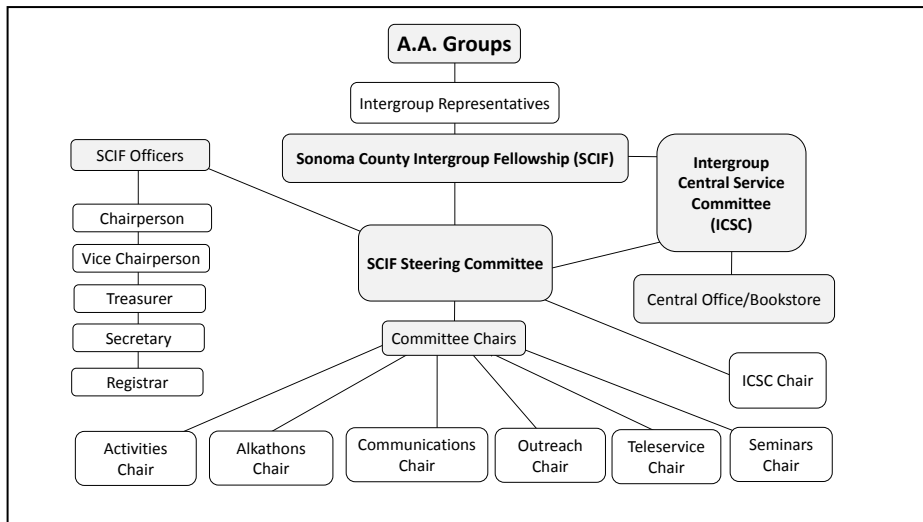 A.A. Groups
Intergroup Representatives
Sonoma County Intergroup Fellowship (SCIF)
SCIF Officers
Intergroup
Central Service
Committee
(ICSC)
Chairperson
Vice Chairperson
Treasurer
Secretary
Registrar
SCIF Steering Committee
Central Office/Bookstore
Committee Chairs
ICSC Chair
Activities
Chair
Alkathons
Chair
Communications
Chair
Outreach
Chair
Teleservice
Chair
Seminars
Chair